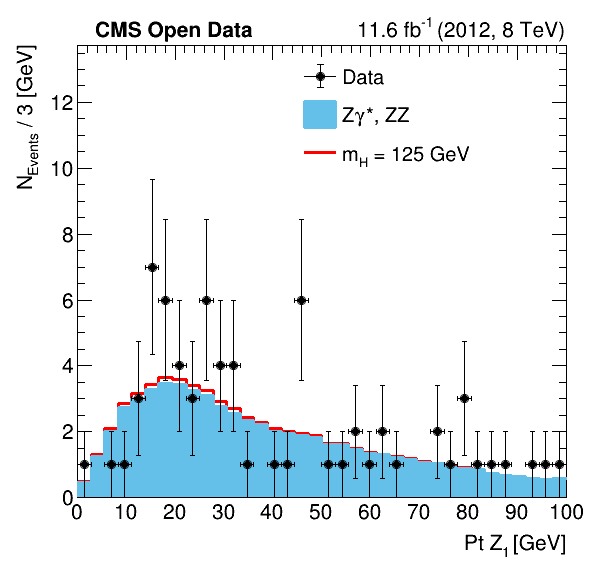 CMS Open Data 11.6 fb⁻¹ (2012, 8 TeV)
N_Events / 3 [GeV]
Data
Zγ*, ZZ
m_H = 125 GeV
12
10
8
6
4
2
0
0 10 20 30 40 50 60 70 80 90 100
Pt Z₁ [GeV]